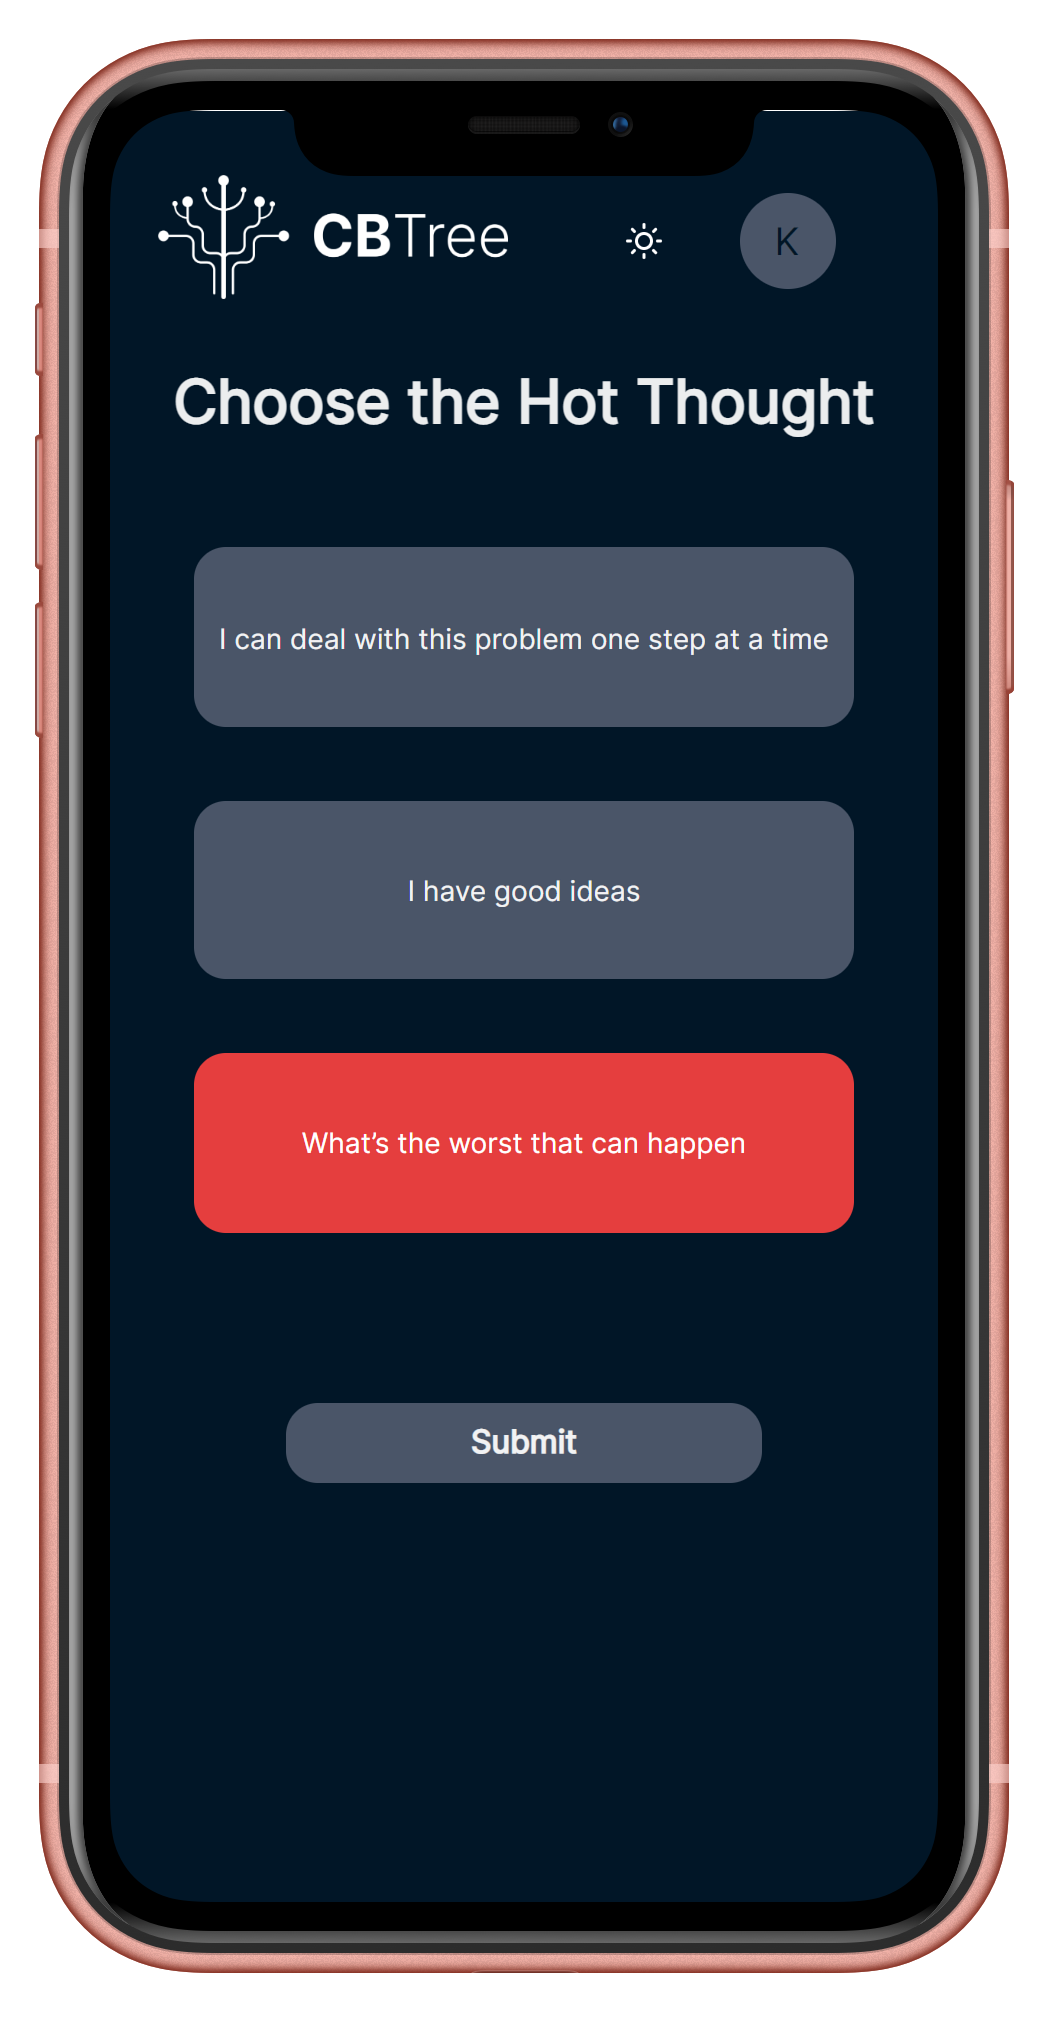 CBTree
K
Choose the Hot Thought
I can deal with this problem one step at a time
I have good ideas
What’s the worst that can happen
Submit